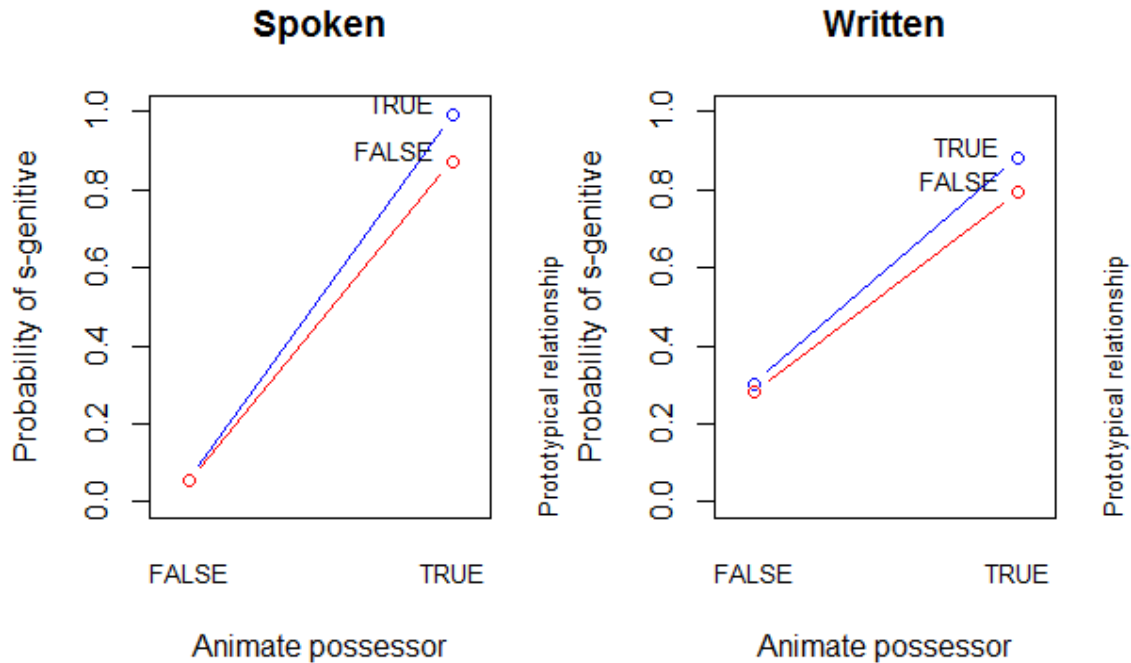 Spoken
Probability of s-genitive
1.0
0.8
0.6
0.4
0.2
0.0
TRUE
FALSE
FALSE
TRUE
Animate possessor
Prototypical relationship
Written
Probability of s-genitive
1.0
0.8
0.6
0.4
0.2
0.0
TRUE
FALSE
FALSE
TRUE
Animate possessor
Prototypical relationship